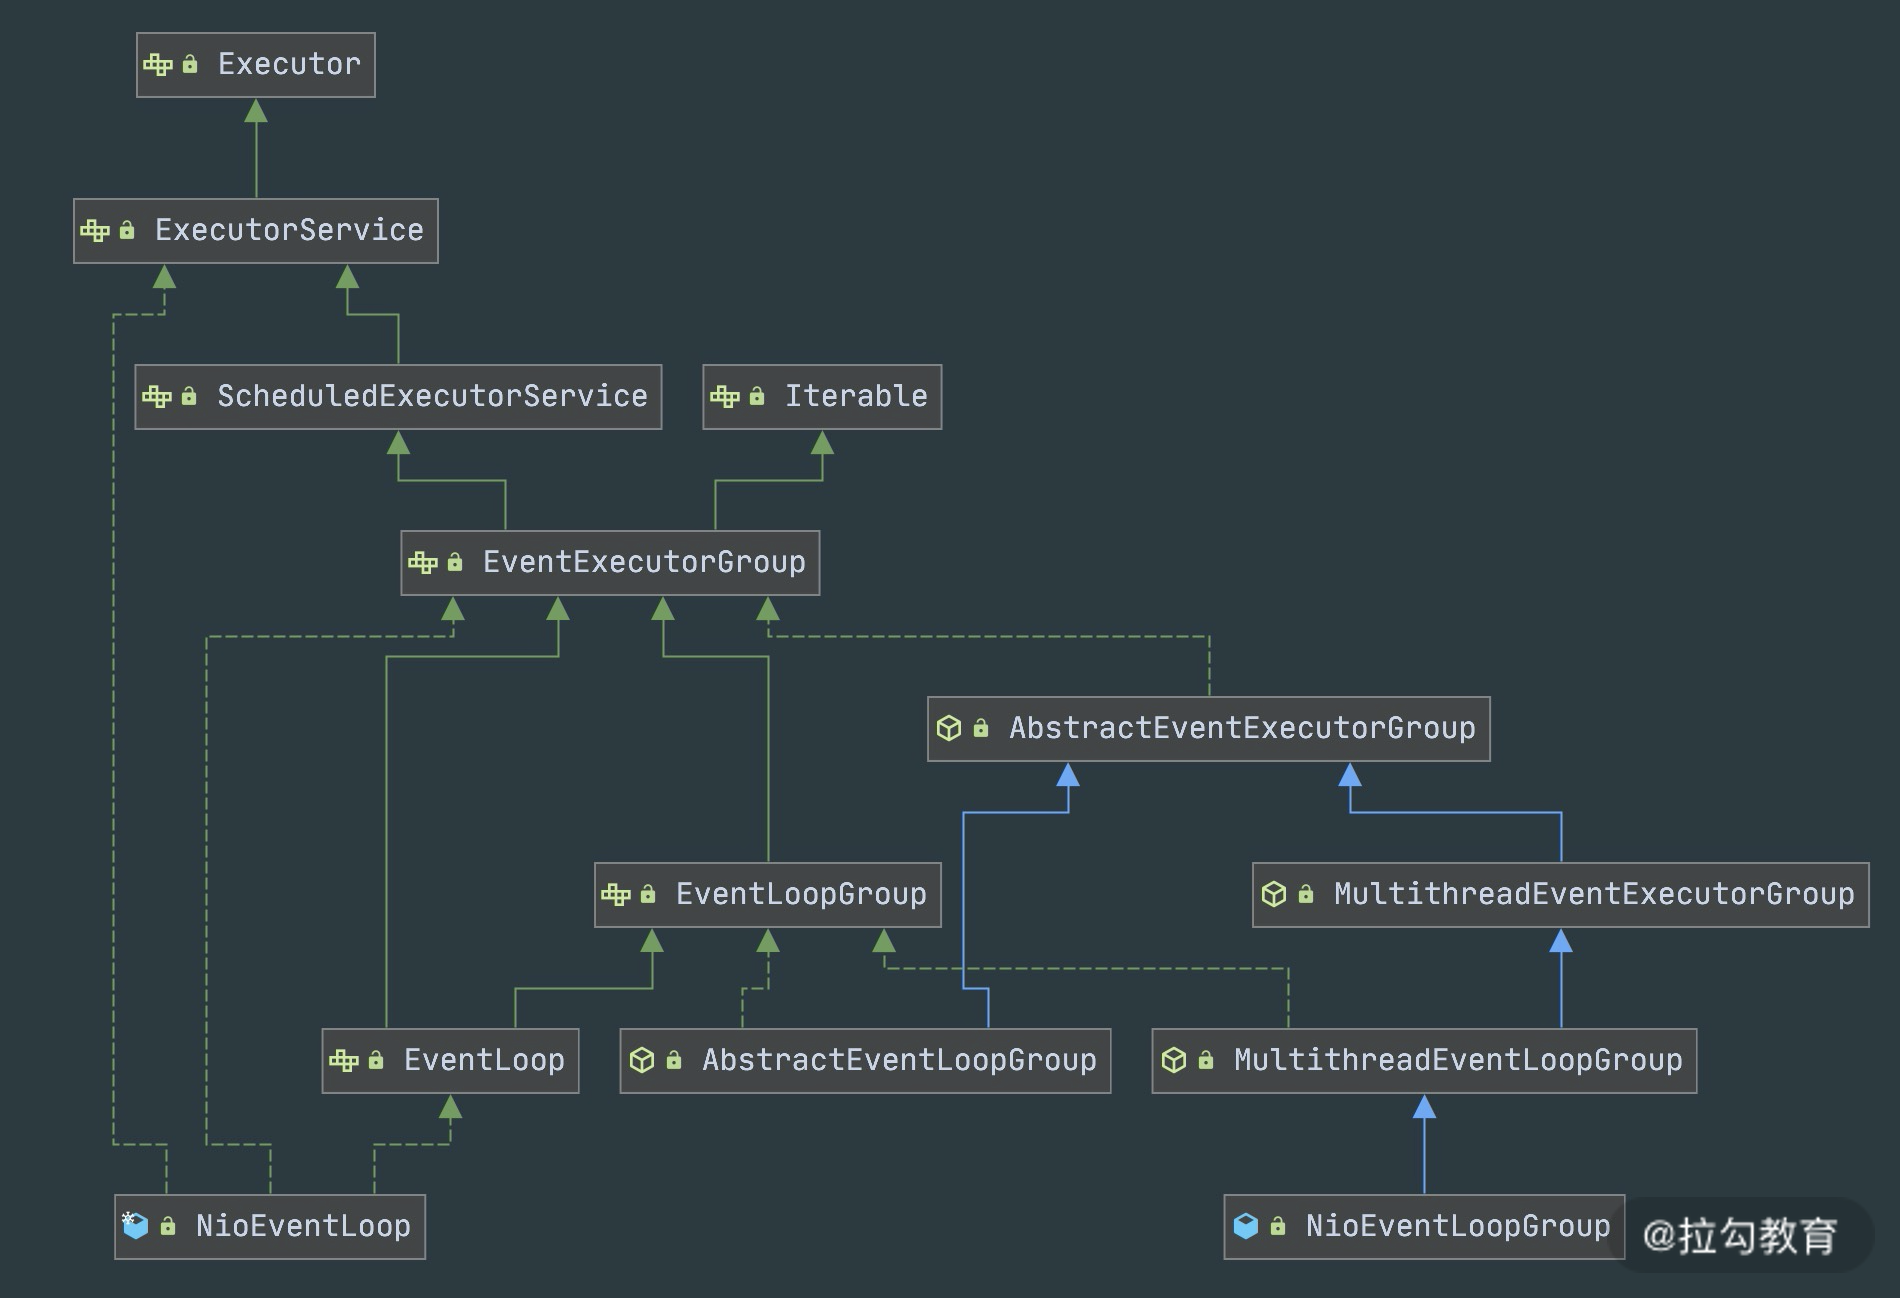 Executor
ExecutorService
ScheduledExecutorService
Iterable
EventExecutorGroup
AbstractEventExecutorGroup
EventLoopGroup
MultithreadEventExecutorGroup
EventLoop
AbstractEventLoopGroup
MultithreadEventLoopGroup
NioEventLoop
NioEventLoopGroup
@拉勾教育